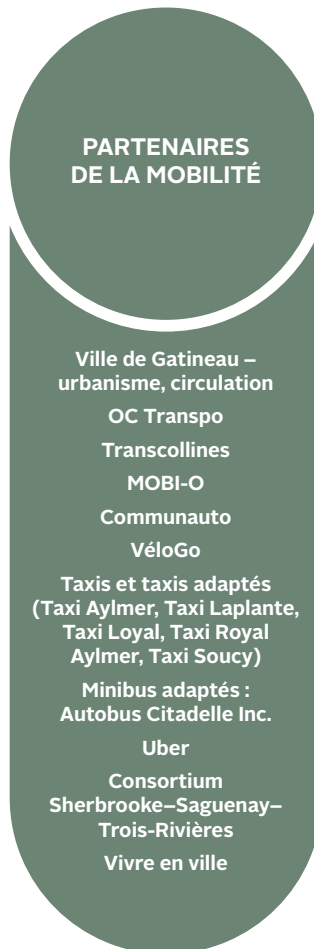 PARTENAIRES
DE LA MOBILITÉ
Ville de Gatineau –
urbanisme, circulation
OC Transpo
Transcollines
MOBI-O
Communauto
VéloGo
Taxis et taxis adaptés
(Taxi Aylmer, Taxi Laplante,
Taxi Loyal, Taxi Royal
Aylmer, Taxi Soucy)
Minibus adaptés :
Autobus Citadelle Inc.
Uber
Consortium
Sherbrooke–Saguenay–
Trois-Rivières
Vivre en ville